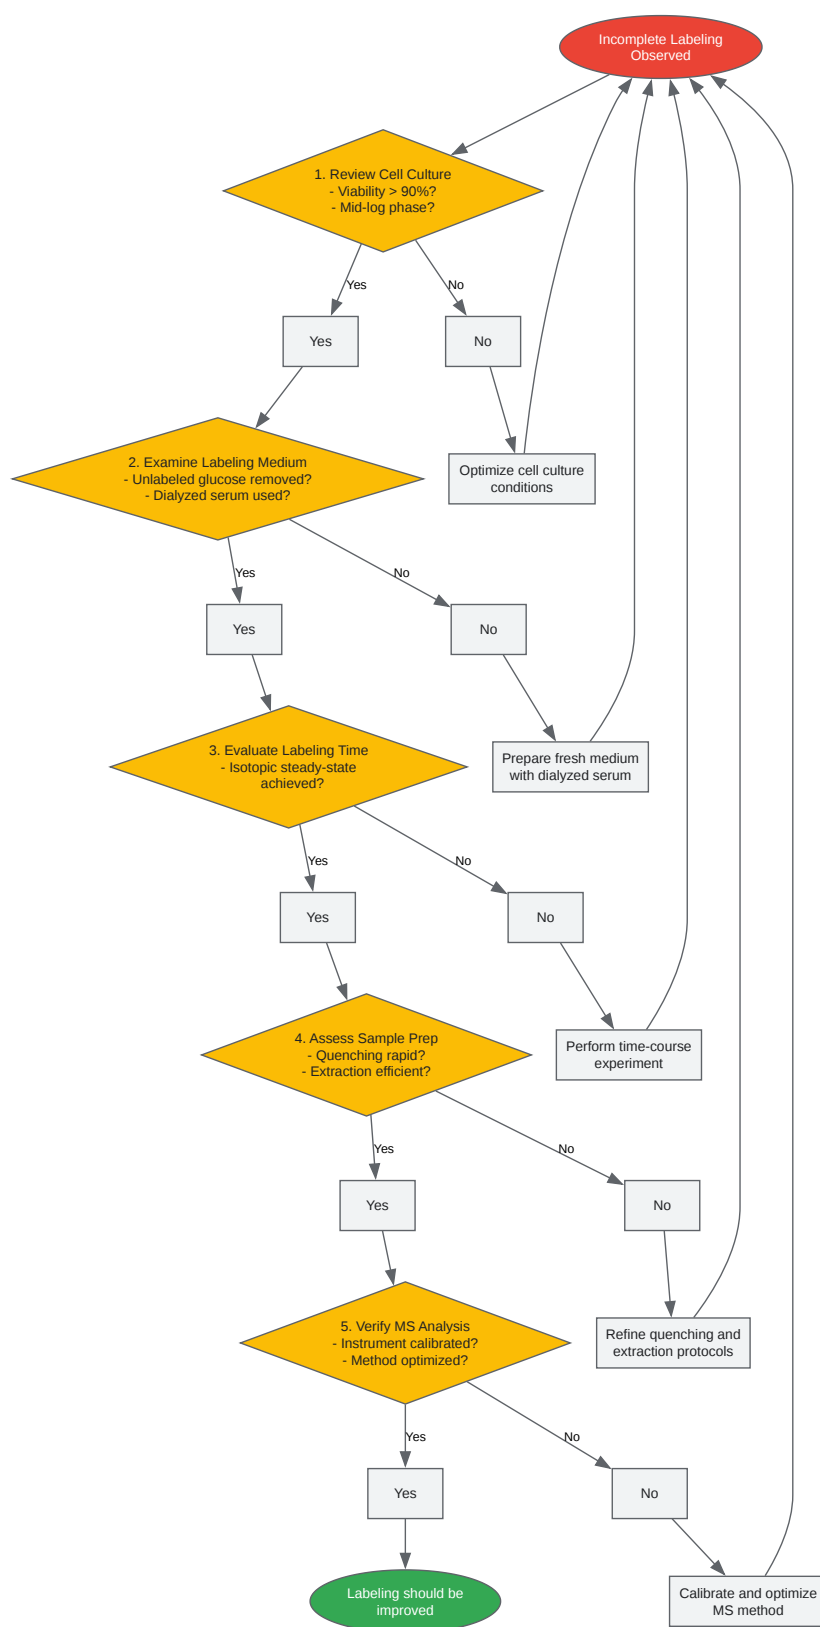 Incomplete Labeling
Observed
1. Review Cell Culture
- Viability > 90%?
- Mid-log phase?
Yes
No
Yes
No
2. Examine Labeling Medium
- Unlabeled glucose removed?
- Dialyzed serum used?
Optimize cell culture
conditions
Yes
No
Yes
No
3. Evaluate Labeling Time
- Isotopic steady-state
achieved?
Prepare fresh medium
with dialyzed serum
Yes
No
Yes
No
4. Assess Sample Prep
- Quenching rapid?
- Extraction efficient?
Perform time-course
experiment
Yes
No
Yes
No
5. Verify MS Analysis
- Instrument calibrated?
- Method optimized?
Refine quenching and
extraction protocols
Yes
No
Yes
No
Labeling should be
improved
Calibrate and optimize
MS method